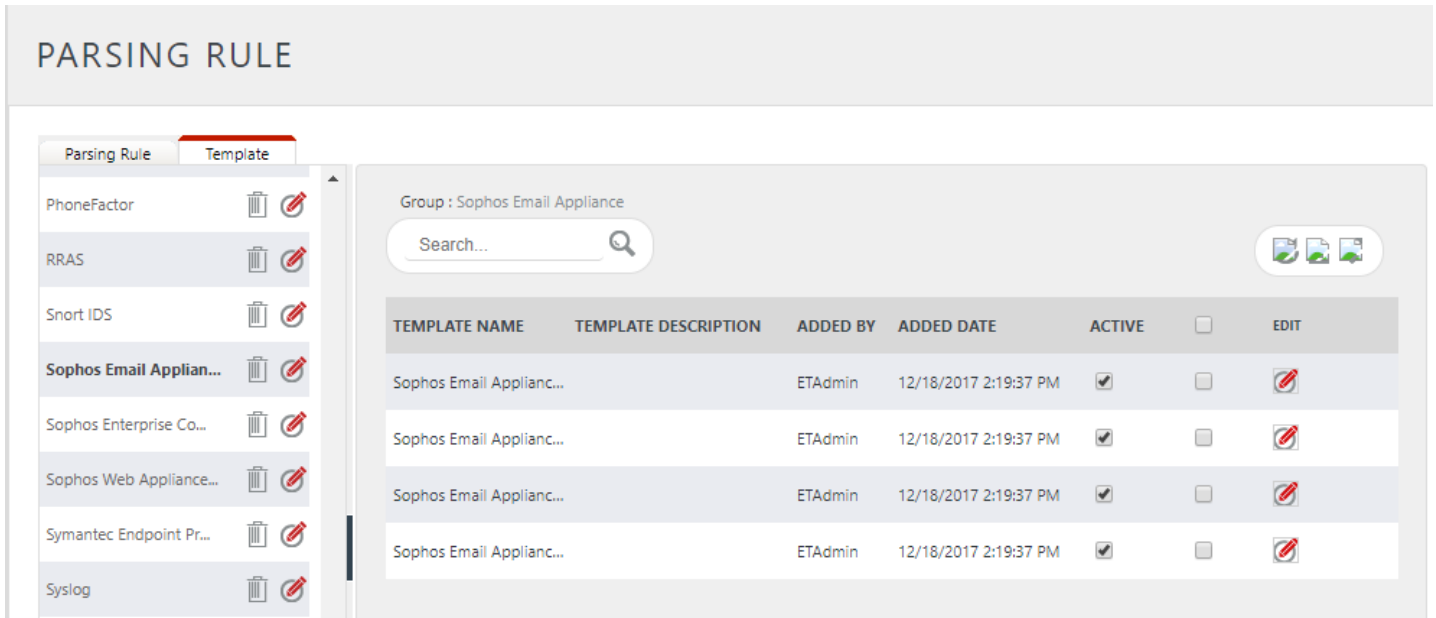 PARSING RULE
Parsing Rule Template
PhoneFactor
RRAS
Snort IDS
Sophos Email Applian...
Sophos Enterprise Co...
Sophos Web Appliance...
Symantec Endpoint Pr...
Syslog
Group : Sophos Email Appliance
Search...
TEMPLATE NAME TEMPLATE DESCRIPTION ADDED BY ADDED DATE ACTIVE EDIT
Sophos Email Applianc... ETAdmin 12/18/2017 2:19:37 PM
Sophos Email Applianc... ETAdmin 12/18/2017 2:19:37 PM
Sophos Email Applianc... ETAdmin 12/18/2017 2:19:37 PM
Sophos Email Applianc... ETAdmin 12/18/2017 2:19:37 PM